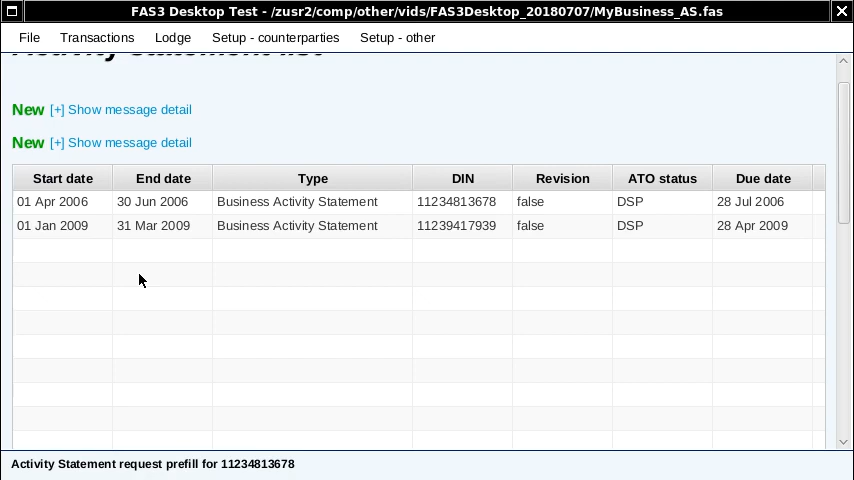 FAS3 Desktop Test - /zusr2/comp/other/vids/FAS3Desktop_20180707/MyBusiness_AS.fas
File Transactions Lodge Setup - counterparties Setup - other
Activity Statement list
New [+] Show message detail
New [+] Show message detail
Start date End date Type DIN Revision ATO status Due date
01 Apr 2006 30 Jun 2006 Business Activity Statement 11234813678 false DSP 28 Jul 2006
01 Jan 2009 31 Mar 2009 Business Activity Statement 11239417939 false DSP 28 Apr 2009
Activity Statement request prefill for 11234813678